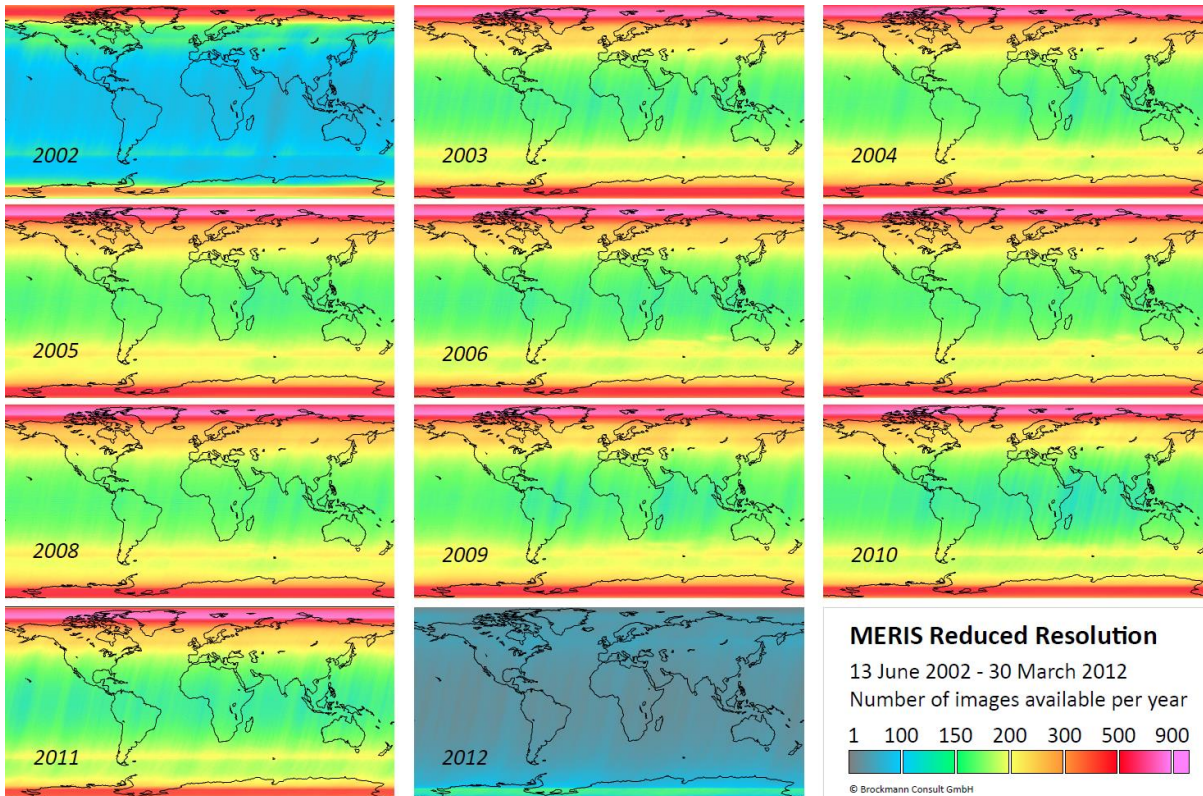 2002
2003
2004
2005
2006
2008
2009
2010
2011
2012
MERIS Reduced Resolution
13 June 2002 - 30 March 2012
Number of images available per year
1 100 150 200 300 500 900
© Brockmann Consult GmbH